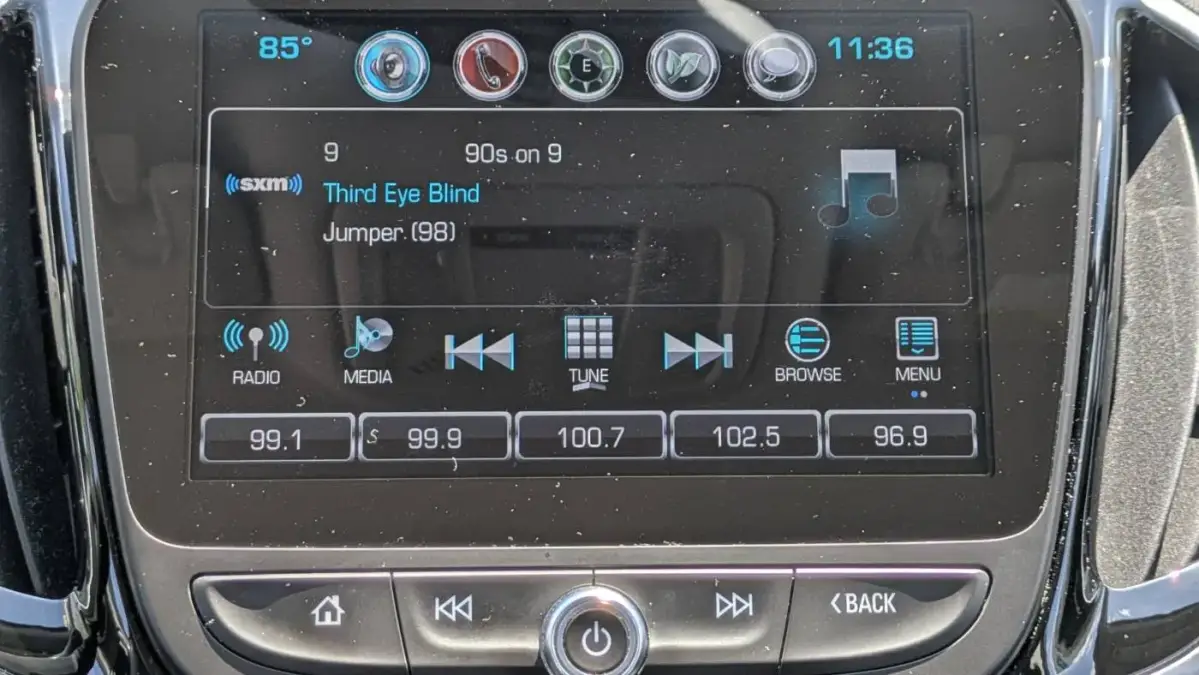 85° E 11:36
9 90s on 9
sxm
Third Eye Blind
Jumper (98)
RADIO MEDIA TUNE BROWSE MENU
99.1 S 99.9 100.7 102.5 96.9
BACK